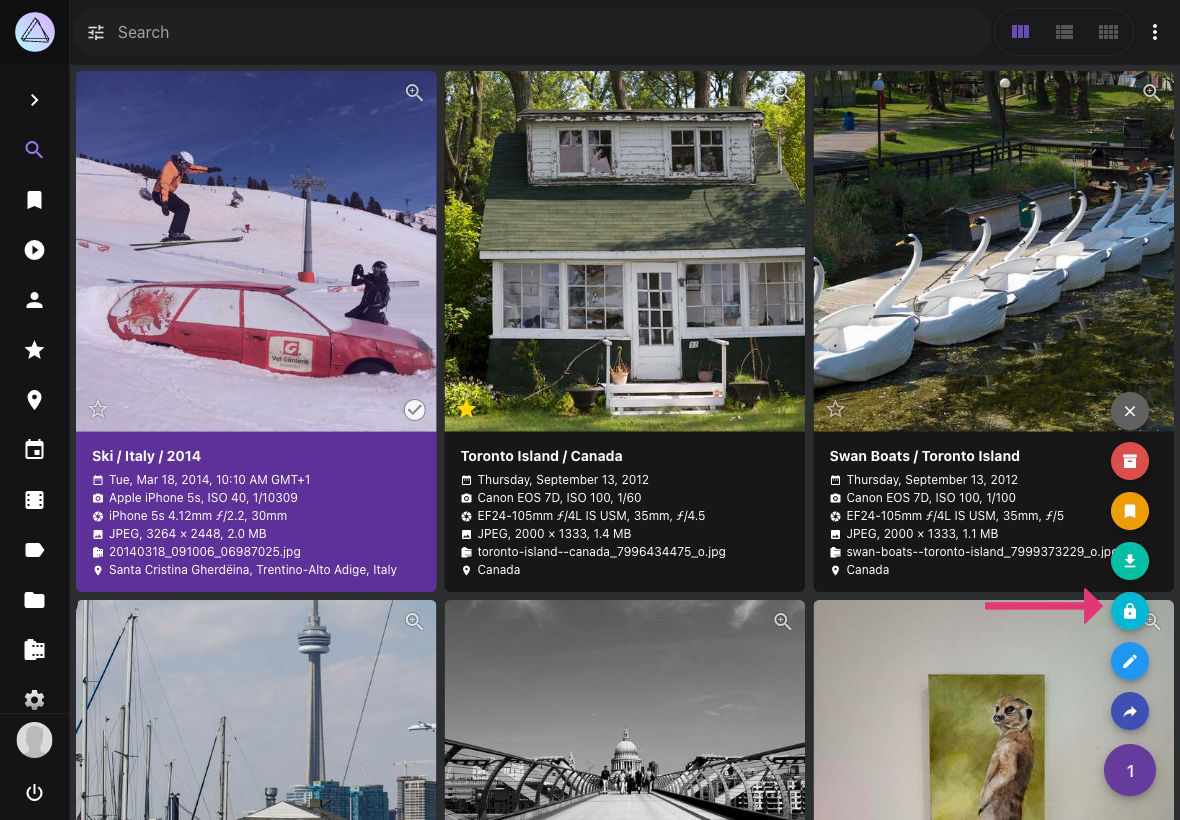 Search
Ski / Italy / 2014
Tue, Mar 18, 2014, 10:10 AM GMT+1
Apple iPhone 5s, ISO 40, 1/10309
iPhone 5s 4.12mm ƒ/2.2, 30mm
JPEG, 3264 × 2448, 2.0 MB
20140318_091006_06987025.jpg
Santa Cristina Gherdëina, Trentino-Alto Adige, Italy
Toronto Island / Canada
Thursday, September 13, 2012
Canon EOS 7D, ISO 100, 1/60
EF24-105mm ƒ/4L IS USM, 35mm, ƒ/4.5
JPEG, 2000 × 1333, 1.4 MB
toronto-island--canada_7996434475_o.jpg
Canada
Swan Boats / Toronto Island
Thursday, September 13, 2012
Canon EOS 7D, ISO 100, 1/100
EF24-105mm ƒ/4L IS USM, 35mm, ƒ/5
JPEG, 2000 × 1333, 1.1 MB
swan-boats--toronto-island_7999373229_o.jpg
Canada
1